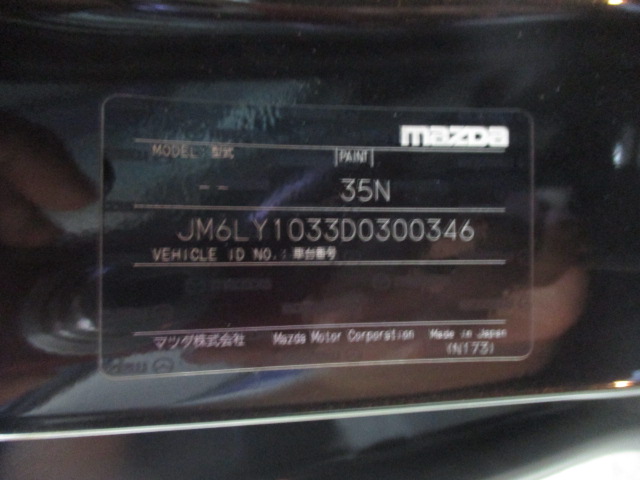 mazda
MODEL: 型式 PAINT
-- 35N
JM6LY1033D0300346
VEHICLE ID NO.: 車台番号
マツダ株式会社 Mazda Motor Corporation Made in Japan
(N173)